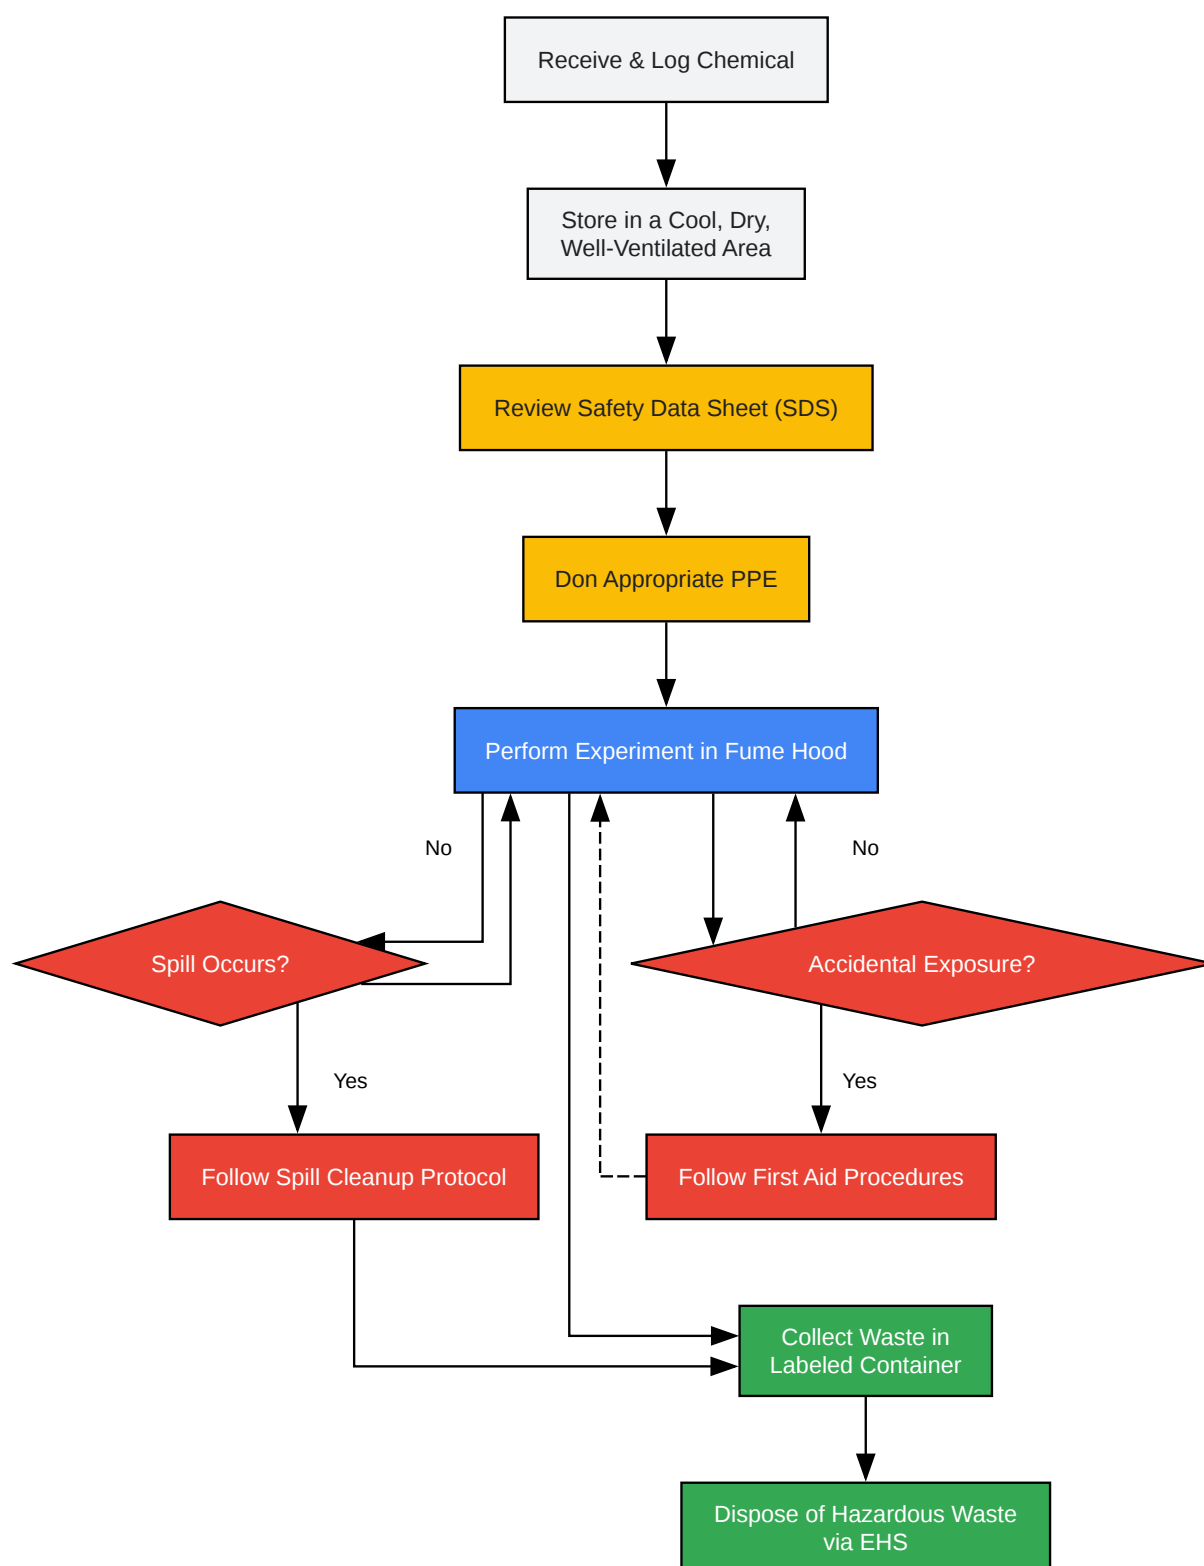 Receive & Log Chemical
Store in a Cool, Dry,
Well-Ventilated Area
Review Safety Data Sheet (SDS)
Don Appropriate PPE
Perform Experiment in Fume Hood
No
No
Spill Occurs?
Accidental Exposure?
Yes
Yes
Follow Spill Cleanup Protocol
Follow First Aid Procedures
Collect Waste in
Labeled Container
Dispose of Hazardous Waste
via EHS